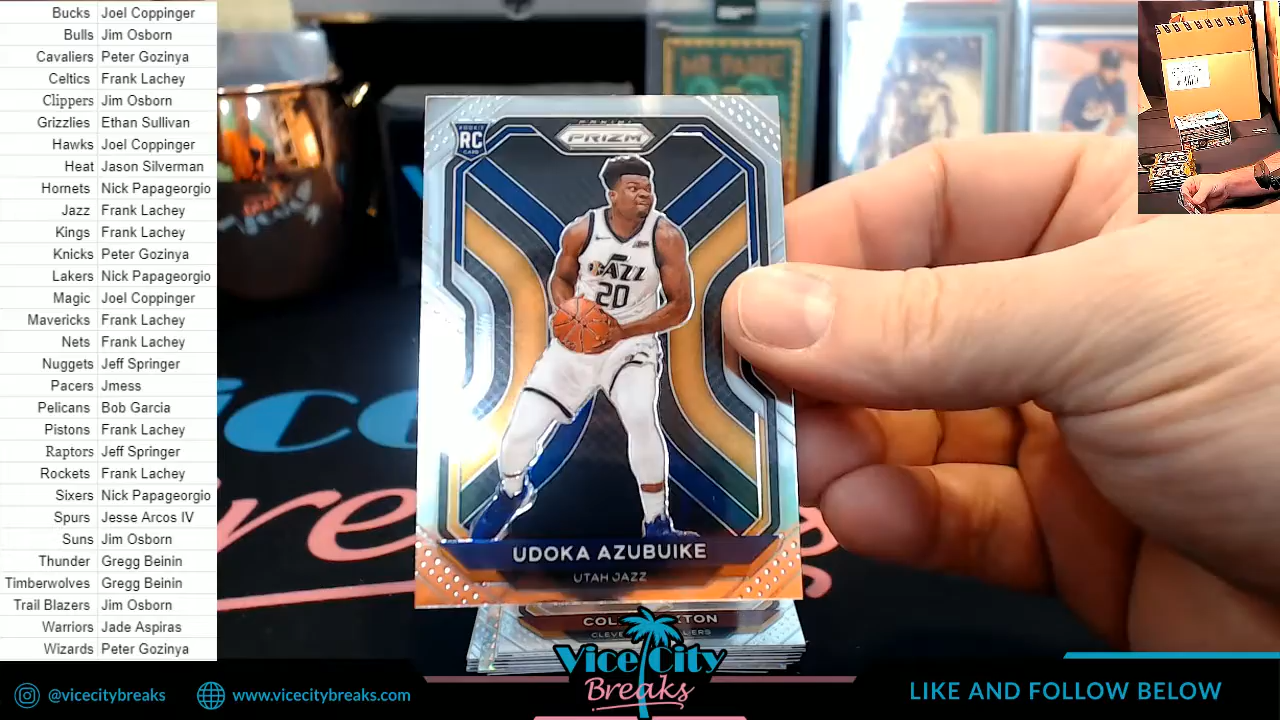 Bucks Joel Coppinger
Bulls Jim Osborn
Cavaliers Peter Gozinya
Celtics Frank Lachey
Clippers Jim Osborn
Grizzlies Ethan Sullivan
Hawks Joel Coppinger
Heat Jason Silverman
Hornets Nick Papageorgio
Jazz Frank Lachey
Kings Frank Lachey
Knicks Peter Gozinya
Lakers Nick Papageorgio
Magic Joel Coppinger
Mavericks Frank Lachey
Nets Frank Lachey
Nuggets Jeff Springer
Pacers Jmess
Pelicans Bob Garcia
Pistons Frank Lachey
Raptors Jeff Springer
Rockets Frank Lachey
Sixers Nick Papageorgio
Spurs Jesse Arcos IV
Suns Jim Osborn
Thunder Gregg Beinin
Timberwolves Gregg Beinin
Trail Blazers Jim Osborn
Warriors Jade Aspiras
Wizards Peter Gozinya
ROOKIE
RC
CARD
PANINI
PRIZM
JAZZ
20
UDOKA AZUBUIKE
UTAH JAZZ
Vice City
Breaks
@vicecitybreaks
www.vicecitybreaks.com
LIKE AND FOLLOW BELOW